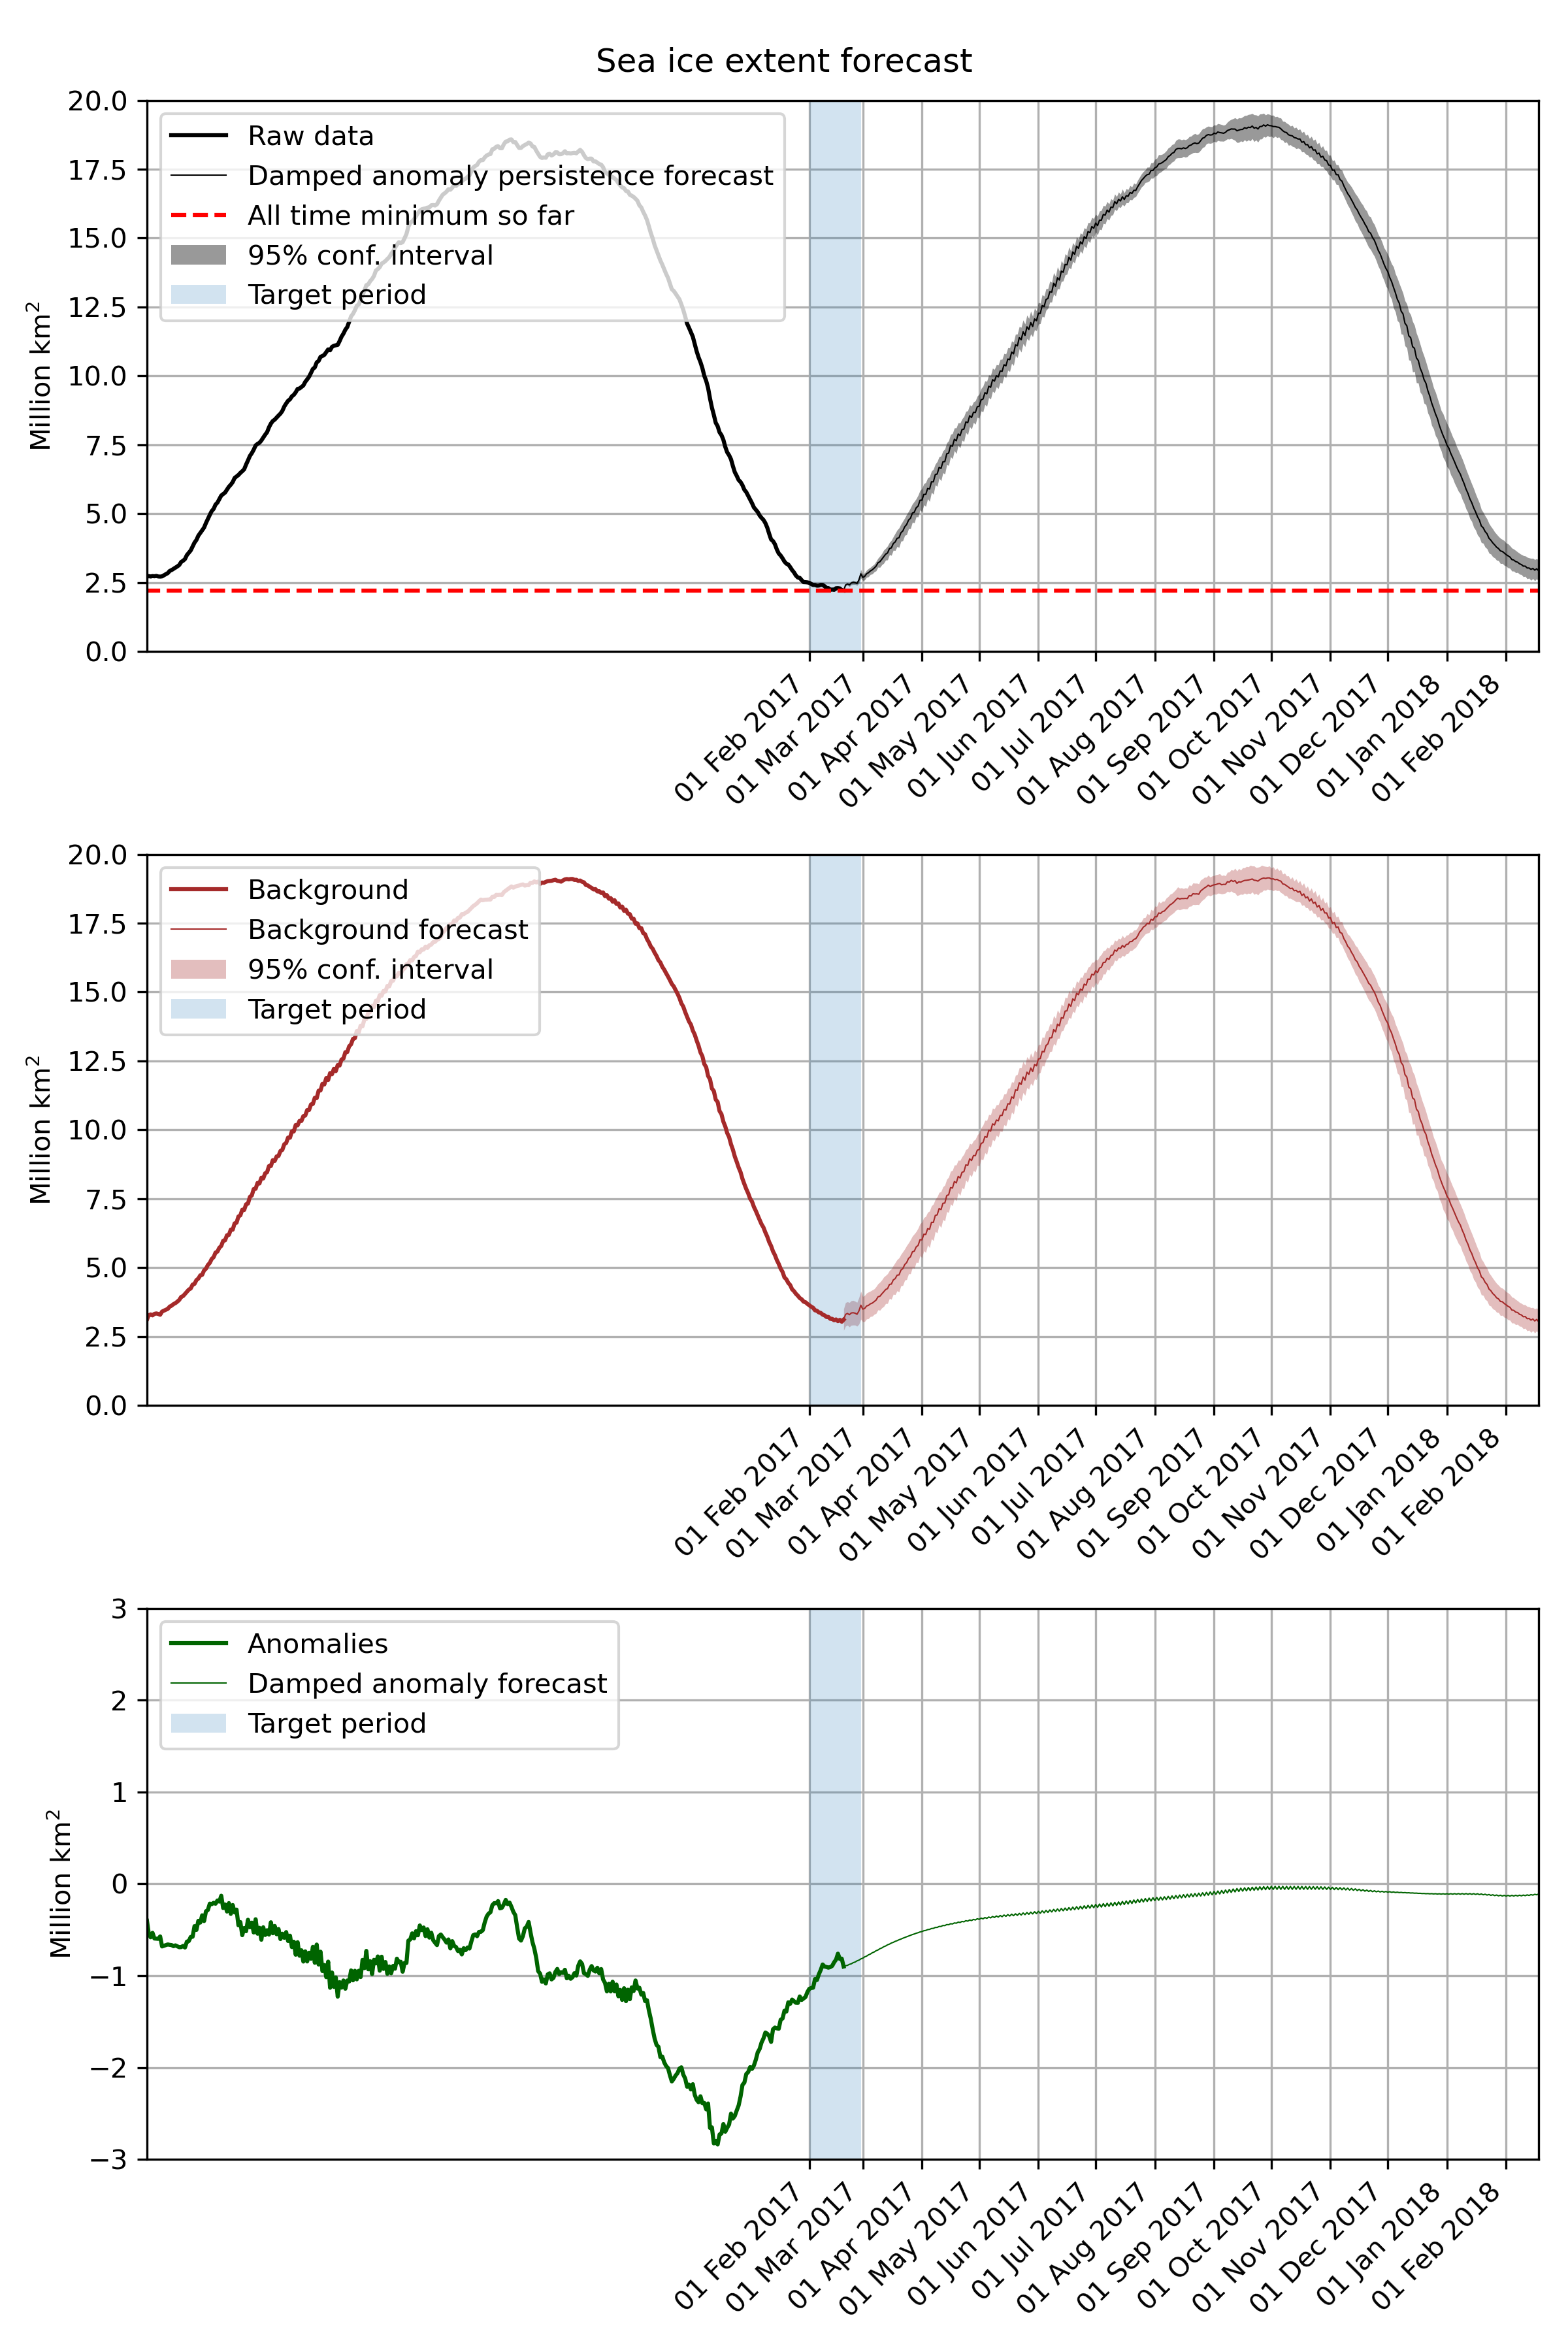 Sea ice extent forecast
20.0
17.5
15.0
12.5
10.0
7.5
5.0
2.5
0.0
Million km²
Raw data
Damped anomaly persistence forecast
All time minimum so far
95% conf. interval
Target period
01 Feb 2017
01 Mar 2017
01 Apr 2017
01 May 2017
01 Jun 2017
01 Jul 2017
01 Aug 2017
01 Sep 2017
01 Oct 2017
01 Nov 2017
01 Dec 2017
01 Jan 2018
01 Feb 2018
20.0
17.5
15.0
12.5
10.0
7.5
5.0
2.5
0.0
Million km²
Background
Background forecast
95% conf. interval
Target period
01 Feb 2017
01 Mar 2017
01 Apr 2017
01 May 2017
01 Jun 2017
01 Jul 2017
01 Aug 2017
01 Sep 2017
01 Oct 2017
01 Nov 2017
01 Dec 2017
01 Jan 2018
01 Feb 2018
3
2
1
0
−1
−2
−3
Million km²
Anomalies
Damped anomaly forecast
Target period
01 Feb 2017
01 Mar 2017
01 Apr 2017
01 May 2017
01 Jun 2017
01 Jul 2017
01 Aug 2017
01 Sep 2017
01 Oct 2017
01 Nov 2017
01 Dec 2017
01 Jan 2018
01 Feb 2018